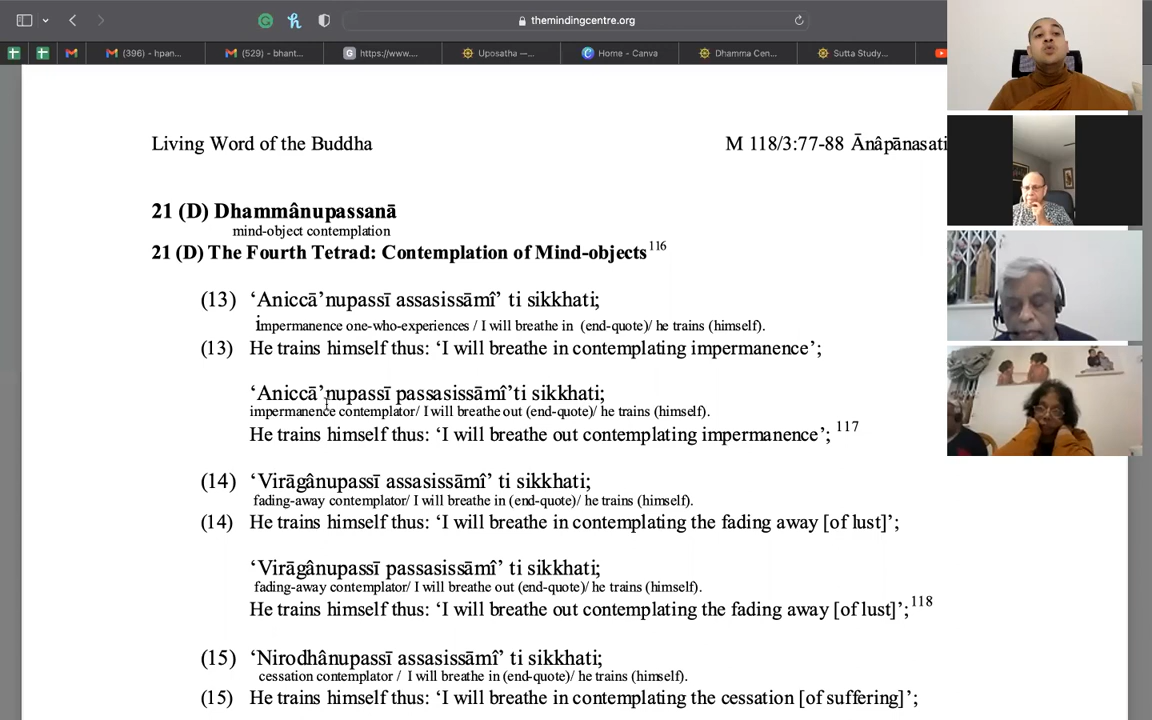 themindingcentre.org
(396) - hpan...
(529) - bhant...
https://www....
Uposatha —...
Home - Canva
Dhamma Cen...
Sutta Study...
Living Word of the Buddha
M 118/3:77-88 Ānâpānasati
21 (D) Dhammânupassanā
mind-object contemplation
21 (D) The Fourth Tetrad: Contemplation of Mind-objects116
(13) ‘Aniccā’nupassī assasissāmî’ ti sikkhati;
impermanence one-who-experiences / I will breathe in (end-quote)/ he trains (himself).
(13) He trains himself thus: ‘I will breathe in contemplating impermanence’;
‘Aniccā’nupassī passasissāmî’ti sikkhati;
impermanence contemplator/ I will breathe out (end-quote)/ he trains (himself).
He trains himself thus: ‘I will breathe out contemplating impermanence’; 117
(14) ‘Virāgânupassī assasissāmî’ ti sikkhati;
fading-away contemplator/ I will breathe in (end-quote)/ he trains (himself).
(14) He trains himself thus: ‘I will breathe in contemplating the fading away [of lust]’;
‘Virāgânupassī passasissāmî’ ti sikkhati;
fading-away contemplator/ I will breathe out (end-quote)/ he trains (himself).
He trains himself thus: ‘I will breathe out contemplating the fading away [of lust]’;118
(15) ‘Nirodhânupassī assasissāmî’ ti sikkhati;
cessation contemplator / I will breathe in (end-quote)/ he trains (himself).
(15) He trains himself thus: ‘I will breathe in contemplating the cessation [of suffering]’;